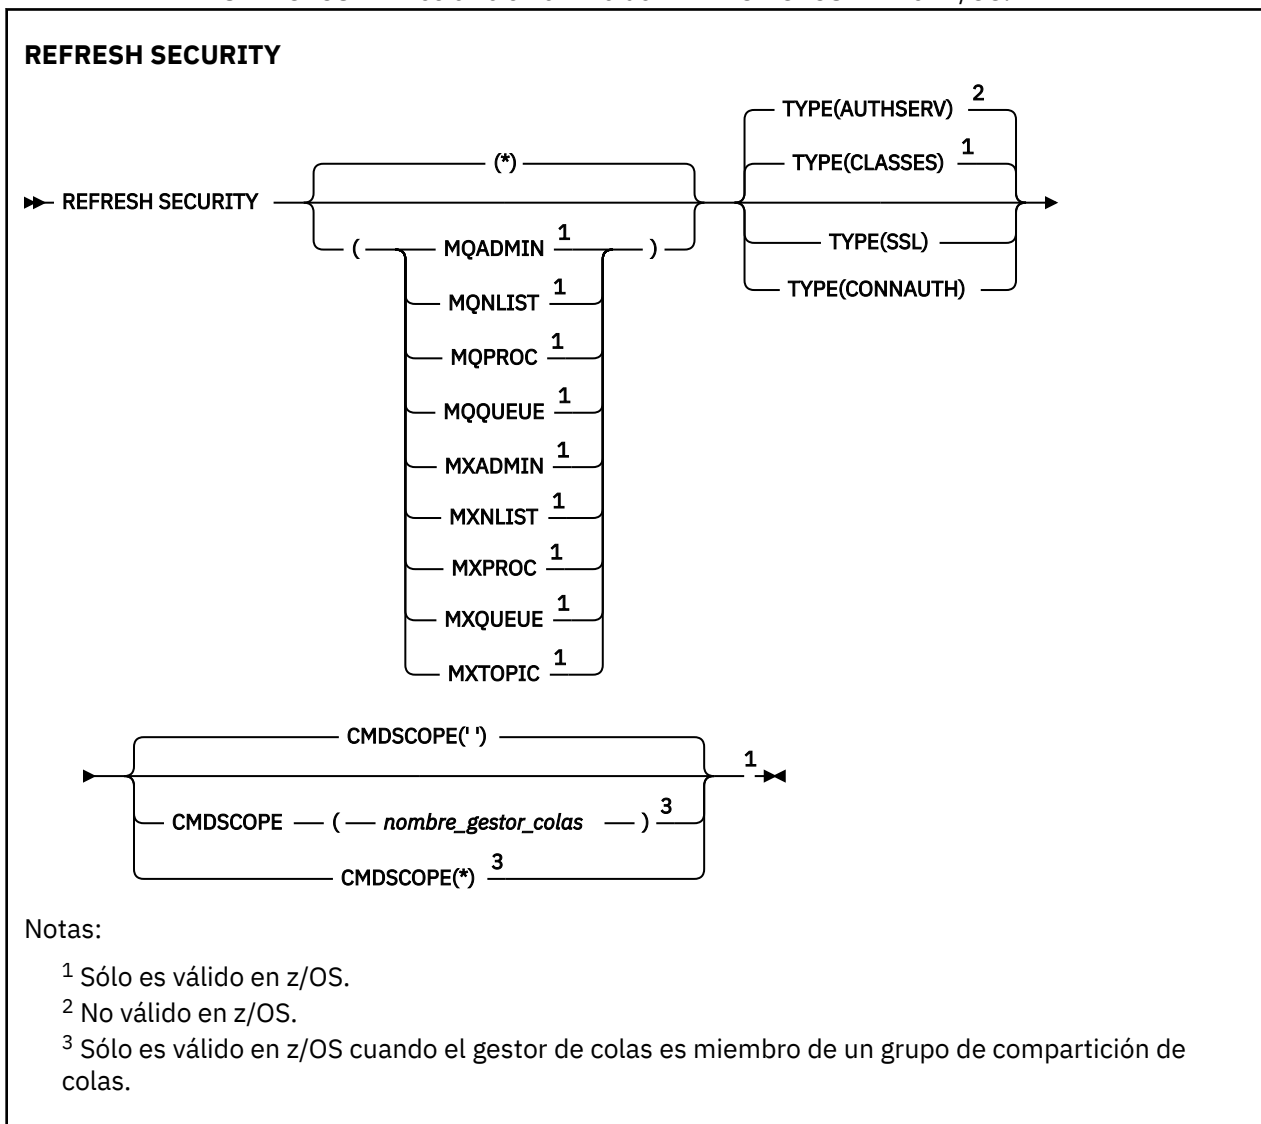 REFRESH SECURITY
TYPE(AUTHSERV) 2
(*)
TYPE(CLASSES) 1
REFRESH SECURITY
( MQADMIN 1 )
TYPE(SSL)
TYPE(CONNAUTH)
MQNLIST 1
MQPROC 1
MQQUEUE 1
MXADMIN 1
MXNLIST 1
MXPROC 1
MXQUEUE 1
MXTOPIC 1
CMDSCOPE(' ')
1
CMDSCOPE ( nombre_gestor_colas ) 3
CMDSCOPE(*) 3
Notas:
1 Sólo es válido en z/OS.
2 No válido en z/OS.
3 Sólo es válido en z/OS cuando el gestor de colas es miembro de un grupo de compartición de
colas.